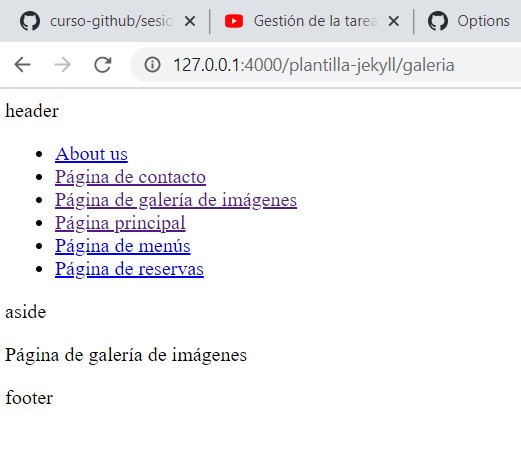 curso-github/sesio
Gestión de la tarea
Options
127.0.0.1:4000/plantilla-jekyll/galeria
header
About us
Página de contacto
Página de galería de imágenes
Página principal
Página de menús
Página de reservas
aside
Página de galería de imágenes
footer